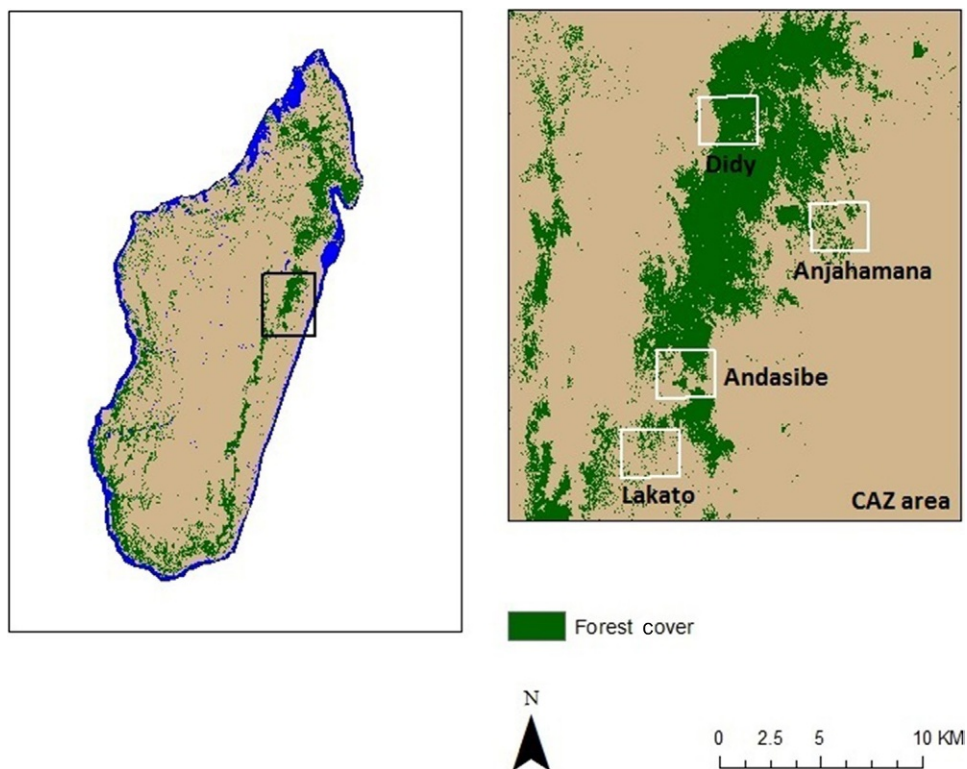 Didy
Anjahamana
Andasibe
Lakato
CAZ area
Forest cover
N
0 2.5 5 10 KM